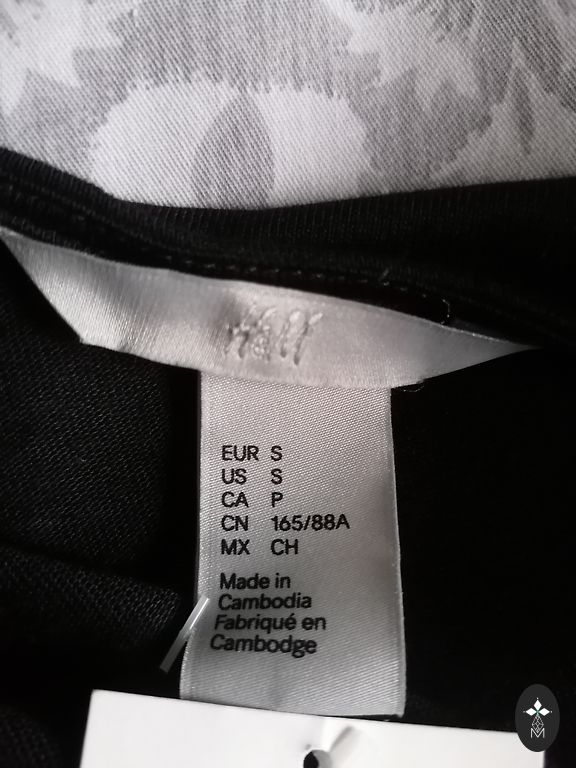 H&M
EUR S
US S
CA P
CN 165/88A
MX CH
Made in
Cambodia
Fabriqué en
Cambodge
M